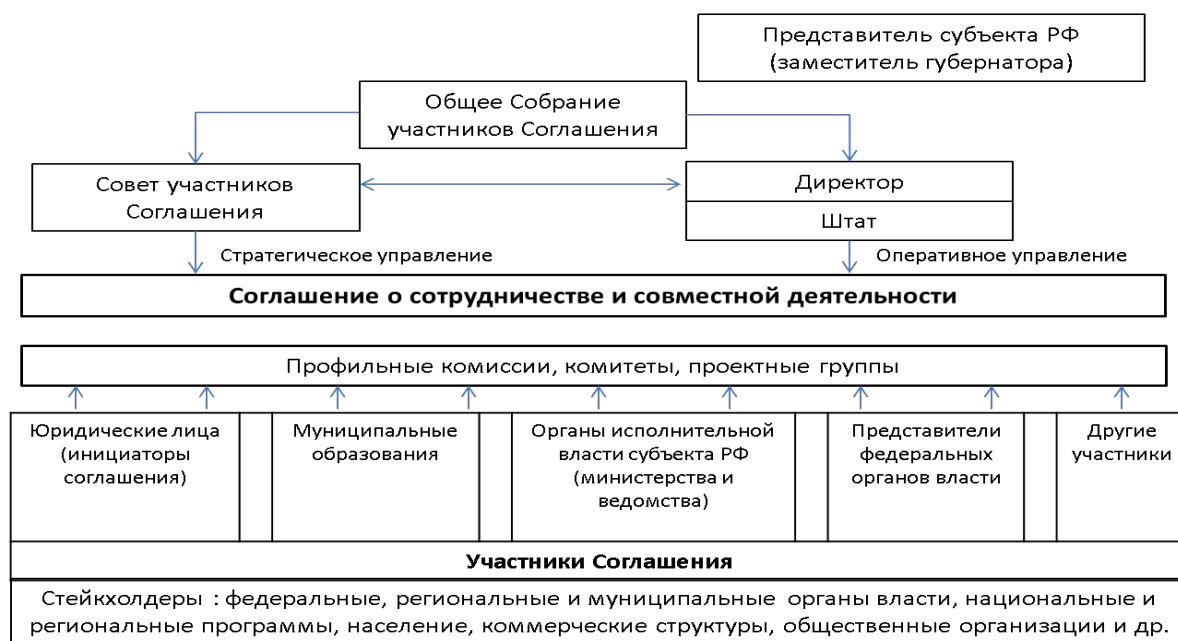 Представитель субъекта РФ
(заместитель губернатора)
Общее Собрание
участников Соглашения
Совет участников
Соглашения
Директор
Штат
Стратегическое управление
Оперативное управление
Соглашение о сотрудничестве и совместной деятельности
Профильные комиссии, комитеты, проектные группы
Юридические лица
(инициаторы
соглашения)
Муниципальные
образования
Органы исполнительной
власти субъекта РФ
(министерства и
ведомства)
Представители
федеральных
органов власти
Другие
участники
Участники Соглашения
Стейкхолдеры : федеральные, региональные и муниципальные органы власти, национальные и
региональные программы, население, коммерческие структуры, общественные организации и др.